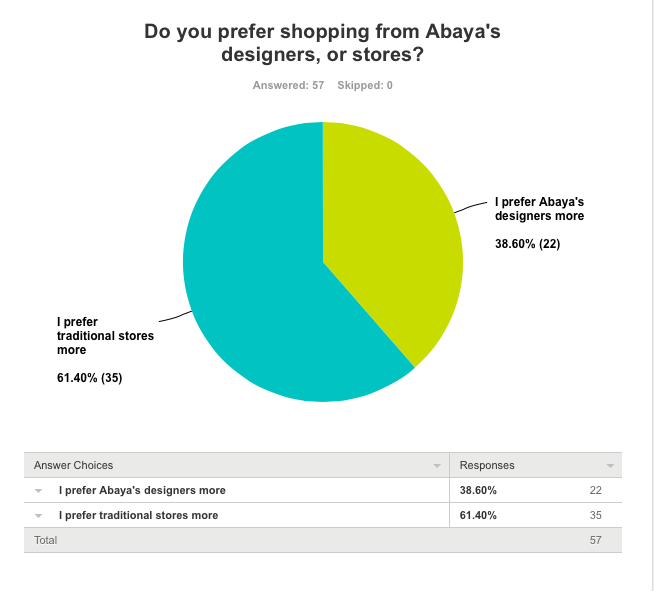 Do you prefer shopping from Abaya's
designers, or stores?
Answered: 57 Skipped: 0
I prefer Abaya's
designers more
38.60% (22)
I prefer
traditional stores
more
61.40% (35)
Answer Choices Responses
I prefer Abaya's designers more 38.60% 22
I prefer traditional stores more 61.40% 35
Total 57